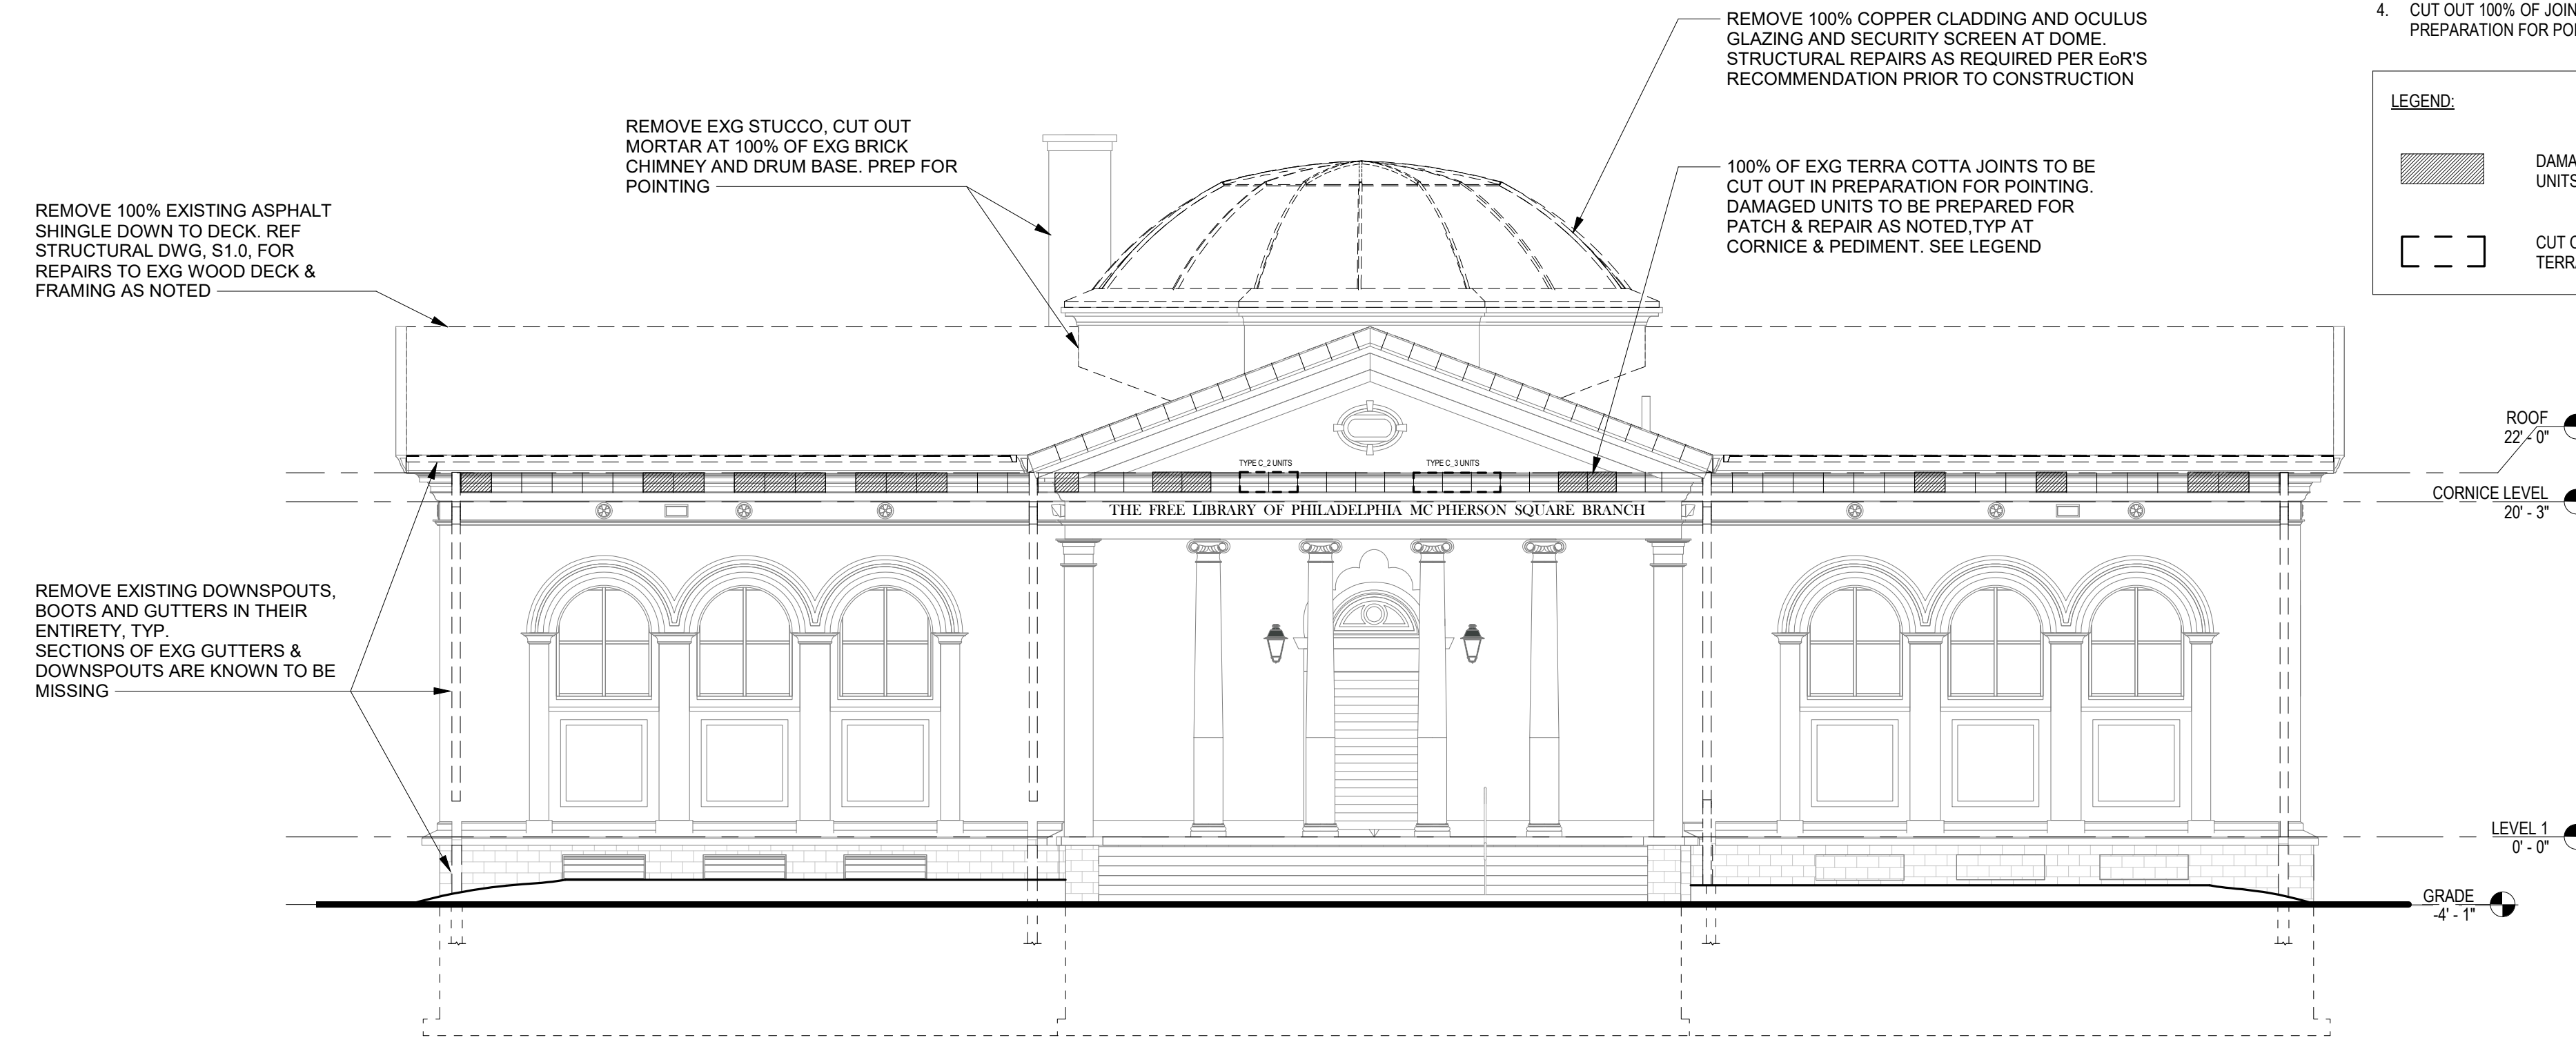 REMOVE 100% COPPER CLADDING AND OCULUS
GLAZING AND SECURITY SCREEN AT DOME.
STRUCTURAL REPAIRS AS REQUIRED PER EoR'S
RECOMMENDATION PRIOR TO CONSTRUCTION
4. CUT OUT 100% OF
PREPARATION FOR
LEGEND:
CUT
REMOVE EXG STUCCO, CUT OUT
MORTAR AT 100% OF EXG BRICK
CHIMNEY AND DRUM BASE. PREP FOR
POINTING
100% OF EXG TERRA COTTA JOINTS TO BE
CUT OUT IN PREPARATION FOR POINTING.
DAMAGED UNITS TO BE PREPARED FOR
PATCH & REPAIR AS NOTED,TYP AT
CORNICE & PEDIMENT. SEE LEGEND
REMOVE 100% EXISTING ASPHALT
SHINGLE DOWN TO DECK. REF
STRUCTURAL DWG, S1.0, FOR
REPAIRS TO EXG WOOD DECK &
FRAMING AS NOTED
ROOF
22' - 0"
TYPE C_2 UNITS
TYPE C_3 UNITS
CORNICE LEVEL
20' - 3"
THE FREE LIBRARY OF PHILADELPHIA MC PHERSON SQUARE BRANCH
REMOVE EXISTING DOWNSPOUTS,
BOOTS AND GUTTERS IN THEIR
ENTIRETY, TYP.
SECTIONS OF EXG GUTTERS &
DOWNSPOUTS ARE KNOWN TO BE
MISSING
LEVEL 1
0' - 0"
GRADE
-4' - 1"